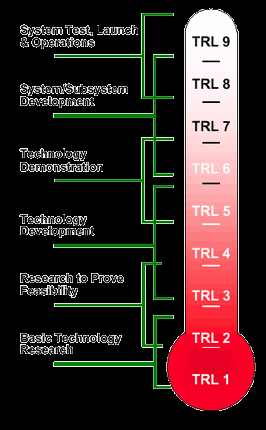 System Test, Launch
& Operations
System/Subsystem
Development
Technology
Demonstration
Technology
Development
Research to Prove
Feasibility
Basic Technology
Research
TRL 9
TRL 8
TRL 7
TRL 6
TRL 5
TRL 4
TRL 3
TRL 2
TRL 1